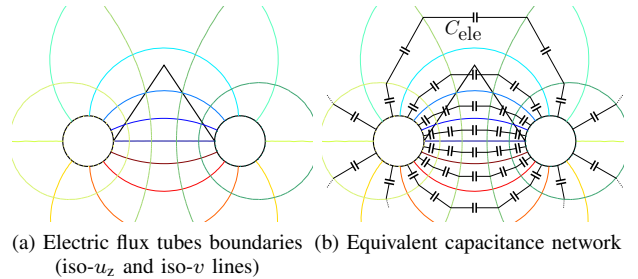 C_ele
(a) Electric flux tubes boundaries (iso-u_z and iso-v lines)
(b) Equivalent capacitance network